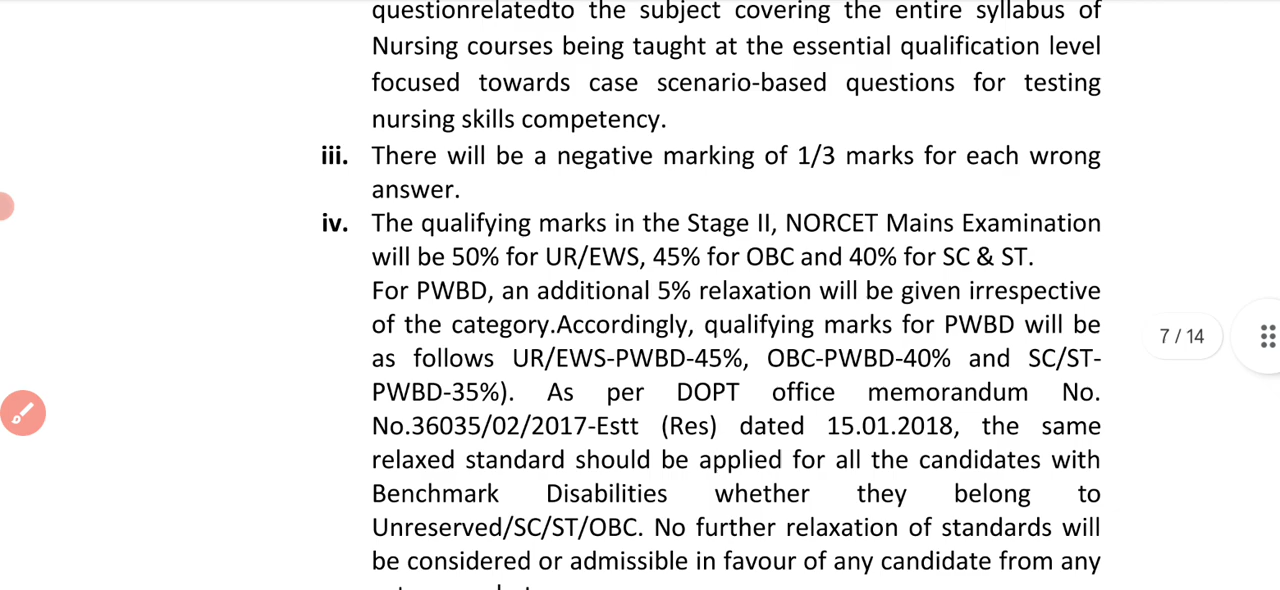 questionrelatedto the subject covering the entire syllabus of
Nursing courses being taught at the essential qualification level
focused towards case scenario-based questions for testing
nursing skills competency.
iii. There will be a negative marking of 1/3 marks for each wrong
answer.
iv. The qualifying marks in the Stage II, NORCET Mains Examination
will be 50% for UR/EWS, 45% for OBC and 40% for SC & ST.
For PWBD, an additional 5% relaxation will be given irrespective
of the category.Accordingly, qualifying marks for PWBD will be
7 / 14
as follows UR/EWS-PWBD-45%, OBC-PWBD-40% and SC/ST-
PWBD-35%). As per DOPT office memorandum No.
No.36035/02/2017-Estt (Res) dated 15.01.2018, the same
relaxed standard should be applied for all the candidates with
Benchmark Disabilities whether they belong to
Unreserved/SC/ST/OBC. No further relaxation of standards will
be considered or admissible in favour of any candidate from any